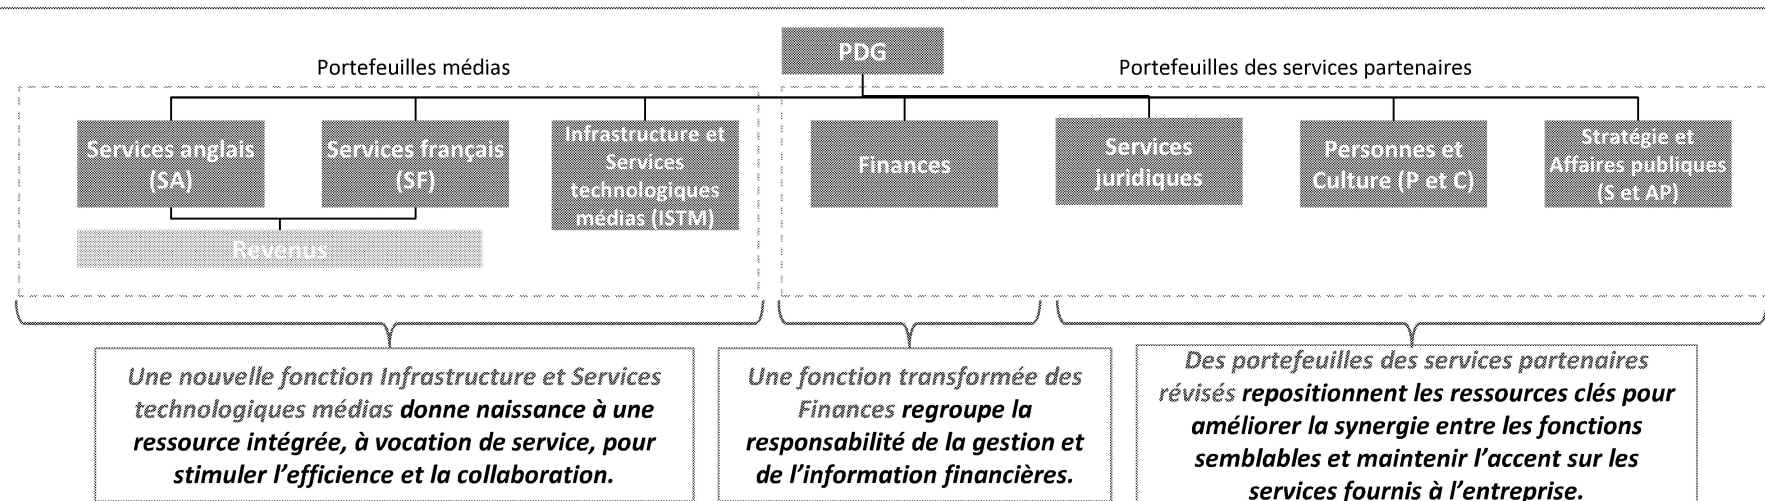 PDG
Portefeuilles médias
Portefeuilles des services partenaires
Services anglais
(SA)
Services français
(SF)
Infrastructure et
Services
technologiques
médias (ISTM)
Finances
Services
juridiques
Personnes et
Culture (P et C)
Stratégie et
Affaires publiques
(S et AP)
Revenus
Une nouvelle fonction Infrastructure et Services
technologiques médias donne naissance à une
ressource intégrée, à vocation de service, pour
stimuler l’efficience et la collaboration.
Une fonction transformée des
Finances regroupe la
responsabilité de la gestion et
de l’information financières.
Des portefeuilles des services partenaires
révisés repositionnent les ressources clés pour
améliorer la synergie entre les fonctions
semblables et maintenir l’accent sur les
services fournis à l’entreprise.